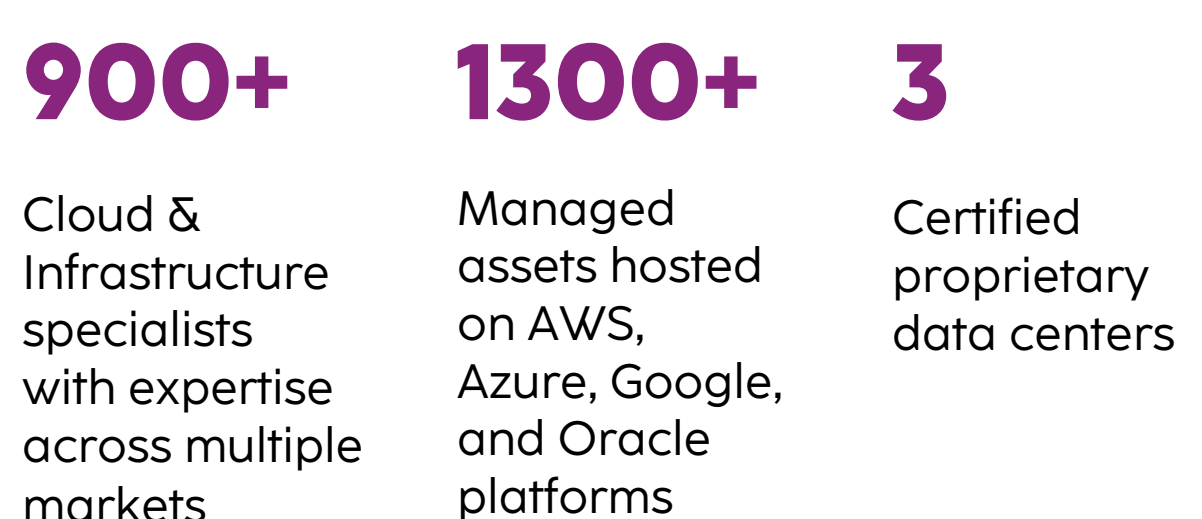 900+
Cloud &
Infrastructure
specialists
with expertise
across multiple
markets
1300+
Managed
assets hosted
on AWS,
Azure, Google,
and Oracle
platforms
3
Certified
proprietary
data centers